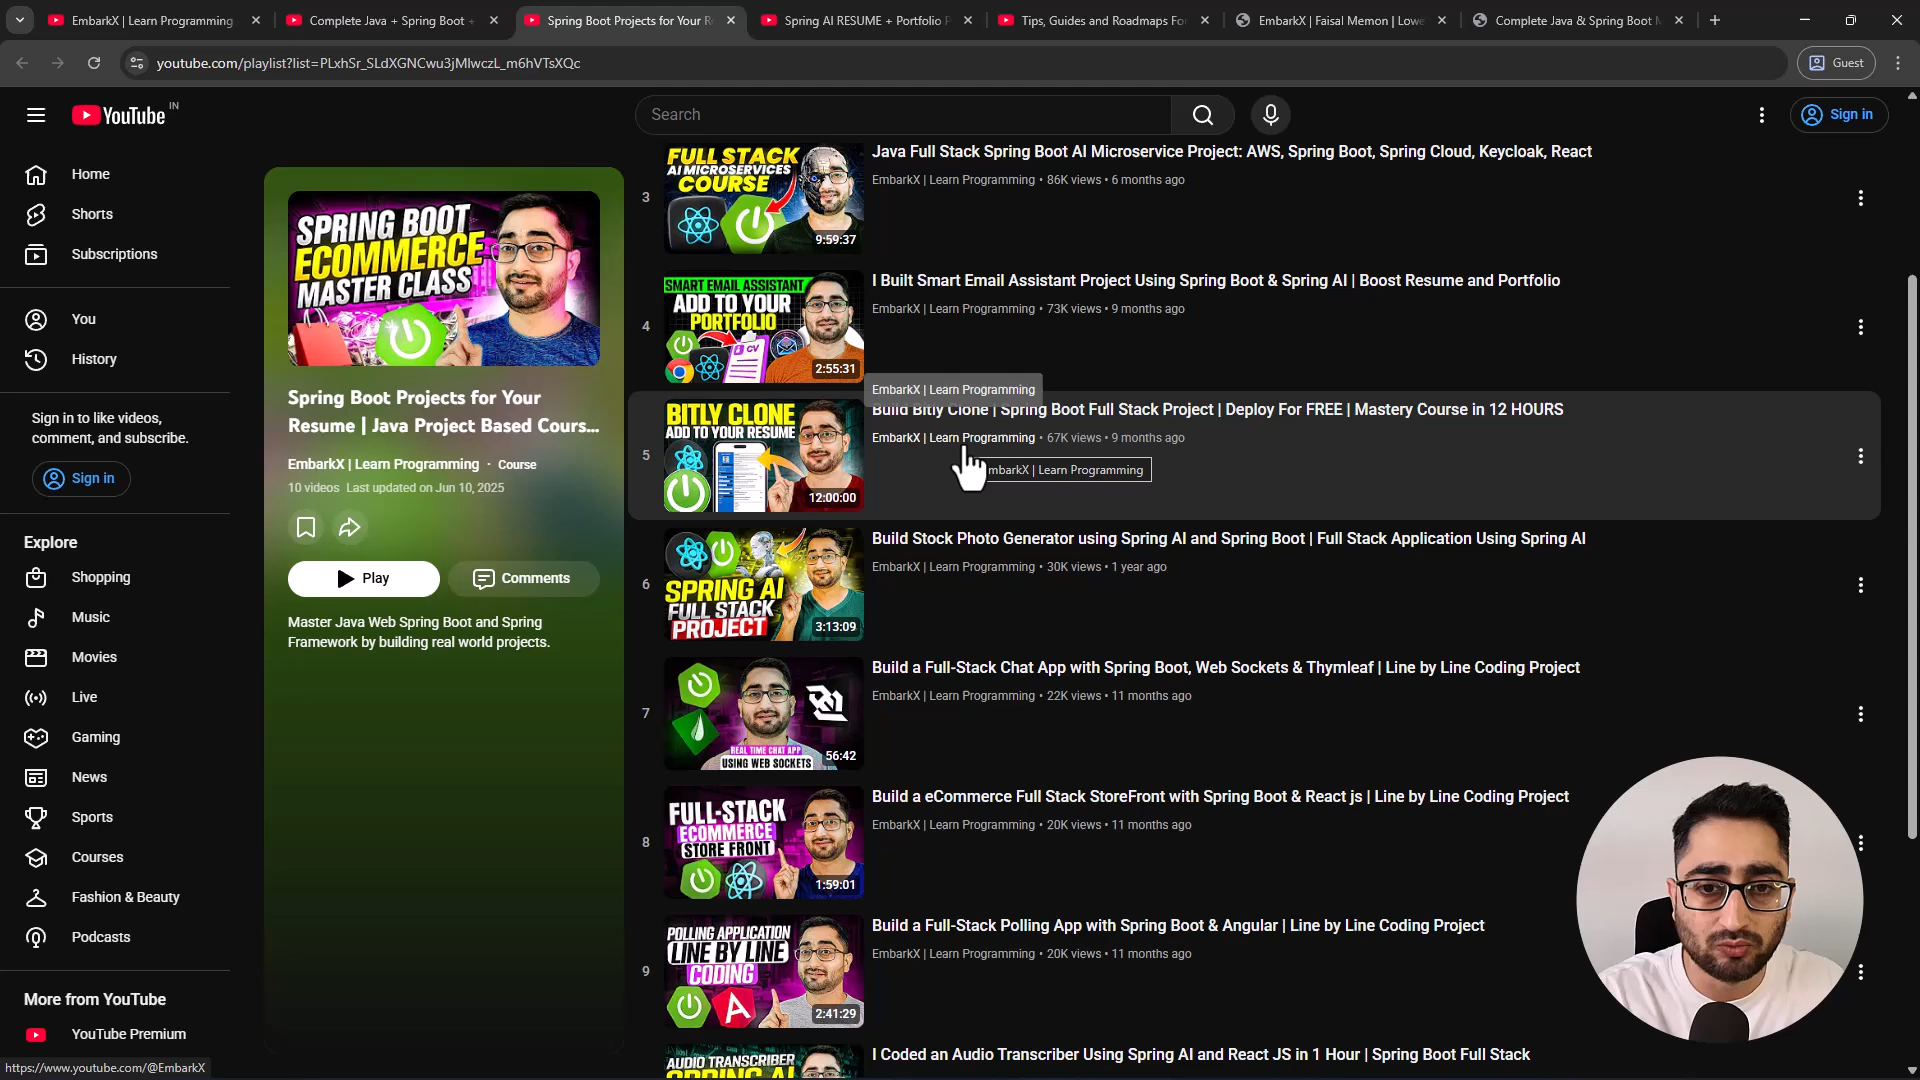 EmbarkX | Learn Programming
Complete Java + Spring Boot +
Spring Boot Projects for Your R
Spring AI RESUME + Portfolio P
Tips, Guides and Roadmaps For
EmbarkX | Faisal Memon | Lowe
Complete Java & Spring Boot M
youtube.com/playlist?list=PLxhSr_SLdXGNCwu3jMlwczL_m6hVTsXQc
Guest
YouTube IN
Search
Sign in
Home
Shorts
Subscriptions
You
History
Sign in to like videos,
comment, and subscribe.
Sign in
Explore
Shopping
Music
Movies
Live
Gaming
News
Sports
Courses
Fashion & Beauty
Podcasts
More from YouTube
YouTube Premium
https://www.youtube.com/@EmbarkX
SPRING BOOT
ECOMMERCE
MASTER CLASS
Spring Boot Projects for Your
Resume | Java Project Based Cours...
EmbarkX | Learn Programming · Course
10 videos Last updated on Jun 10, 2025
Play
Comments
Master Java Web Spring Boot and Spring
Framework by building real world projects.
3
FULL STACK
AI MICROSERVICES
COURSE
9:59:37
Java Full Stack Spring Boot AI Microservice Project: AWS, Spring Boot, Spring Cloud, Keycloak, React
EmbarkX | Learn Programming • 86K views • 6 months ago
4
SMART EMAIL ASSISTANT
ADD TO YOUR
PORTFOLIO
CV
2:55:31
I Built Smart Email Assistant Project Using Spring Boot & Spring AI | Boost Resume and Portfolio
EmbarkX | Learn Programming • 73K views • 9 months ago
EmbarkX | Learn Programming
5
BITLY CLONE
ADD TO YOUR RESUME
12:00:00
Build Bitly Clone | Spring Boot Full Stack Project | Deploy For FREE | Mastery Course in 12 HOURS
EmbarkX | Learn Programming • 67K views • 9 months ago
mbarkX | Learn Programming
6
SPRING AI
FULL STACK
PROJECT
3:13:09
Build Stock Photo Generator using Spring AI and Spring Boot | Full Stack Application Using Spring AI
EmbarkX | Learn Programming • 30K views • 1 year ago
7
REAL TIME CHAT APP
USING WEB SOCKETS
56:42
Build a Full-Stack Chat App with Spring Boot, Web Sockets & Thymleaf | Line by Line Coding Project
EmbarkX | Learn Programming • 22K views • 11 months ago
8
FULL-STACK
ECOMMERCE
STORE FRONT
1:59:01
Build a eCommerce Full Stack StoreFront with Spring Boot & React js | Line by Line Coding Project
EmbarkX | Learn Programming • 20K views • 11 months ago
9
POLLING APPLICATION
LINE BY LINE
CODING
2:41:29
Build a Full-Stack Polling App with Spring Boot & Angular | Line by Line Coding Project
EmbarkX | Learn Programming • 20K views • 11 months ago
AUDIO TRANSCRIBER
SPRING AI
I Coded an Audio Transcriber Using Spring AI and React JS in 1 Hour | Spring Boot Full Stack